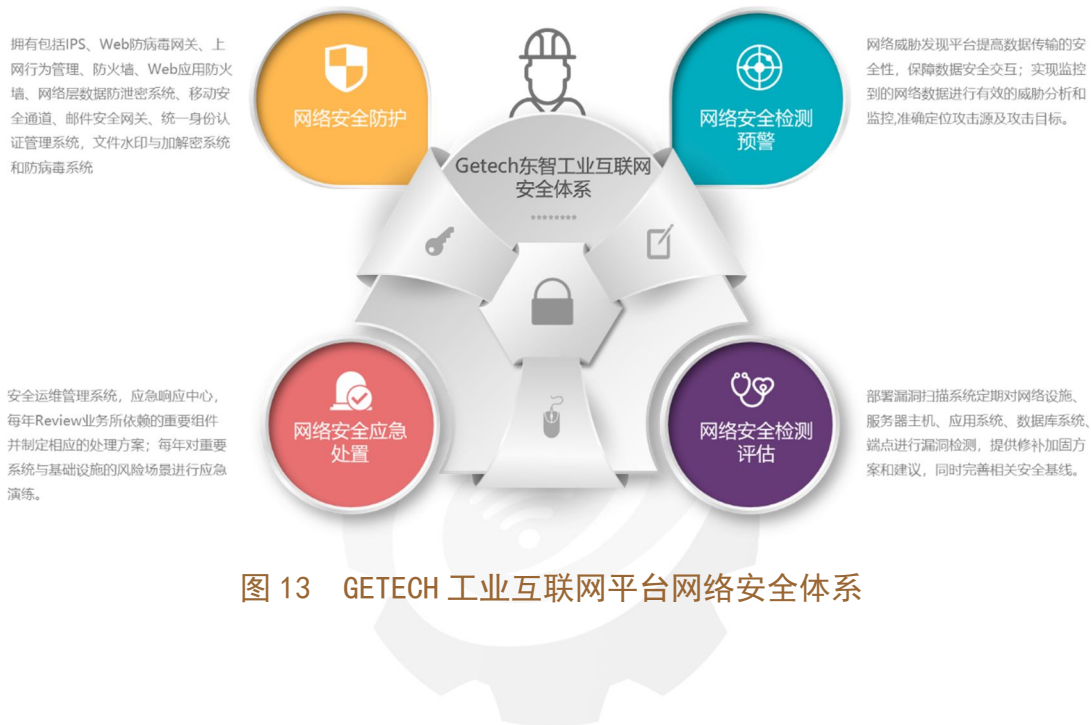 拥有包括IPS、Web防病毒网关、上
网行为管理、防火墙、Web应用防火
墙、网络层数据防泄密系统、移动安
全通道、邮件安全网关、统一身份认
证管理系统，文件水印与加解密系统
和防病毒系统
网络安全防护
网络安全检测
预警
网络威胁发现平台提高数据传输的安
全性，保障数据安全交互；实现监控
到的网络数据进行有效的威胁分析和
监控,准确定位攻击源及攻击目标。
Getech东智工业互联网
安全体系
安全运维管理系统，应急响应中心，
每年Review业务所依赖的重要组件
并制定相应的处理方案；每年对重要
系统与基础设施的风险场景进行应急
演练。
网络安全应急
处置
网络安全检测
评估
部署漏洞扫描系统定期对网络设施、
服务器主机、应用系统、数据库系统、
端点进行漏洞检测，提供修补加固方
案和建议，同时完善相关安全基线。
图 13 GETECH 工业互联网平台网络安全体系